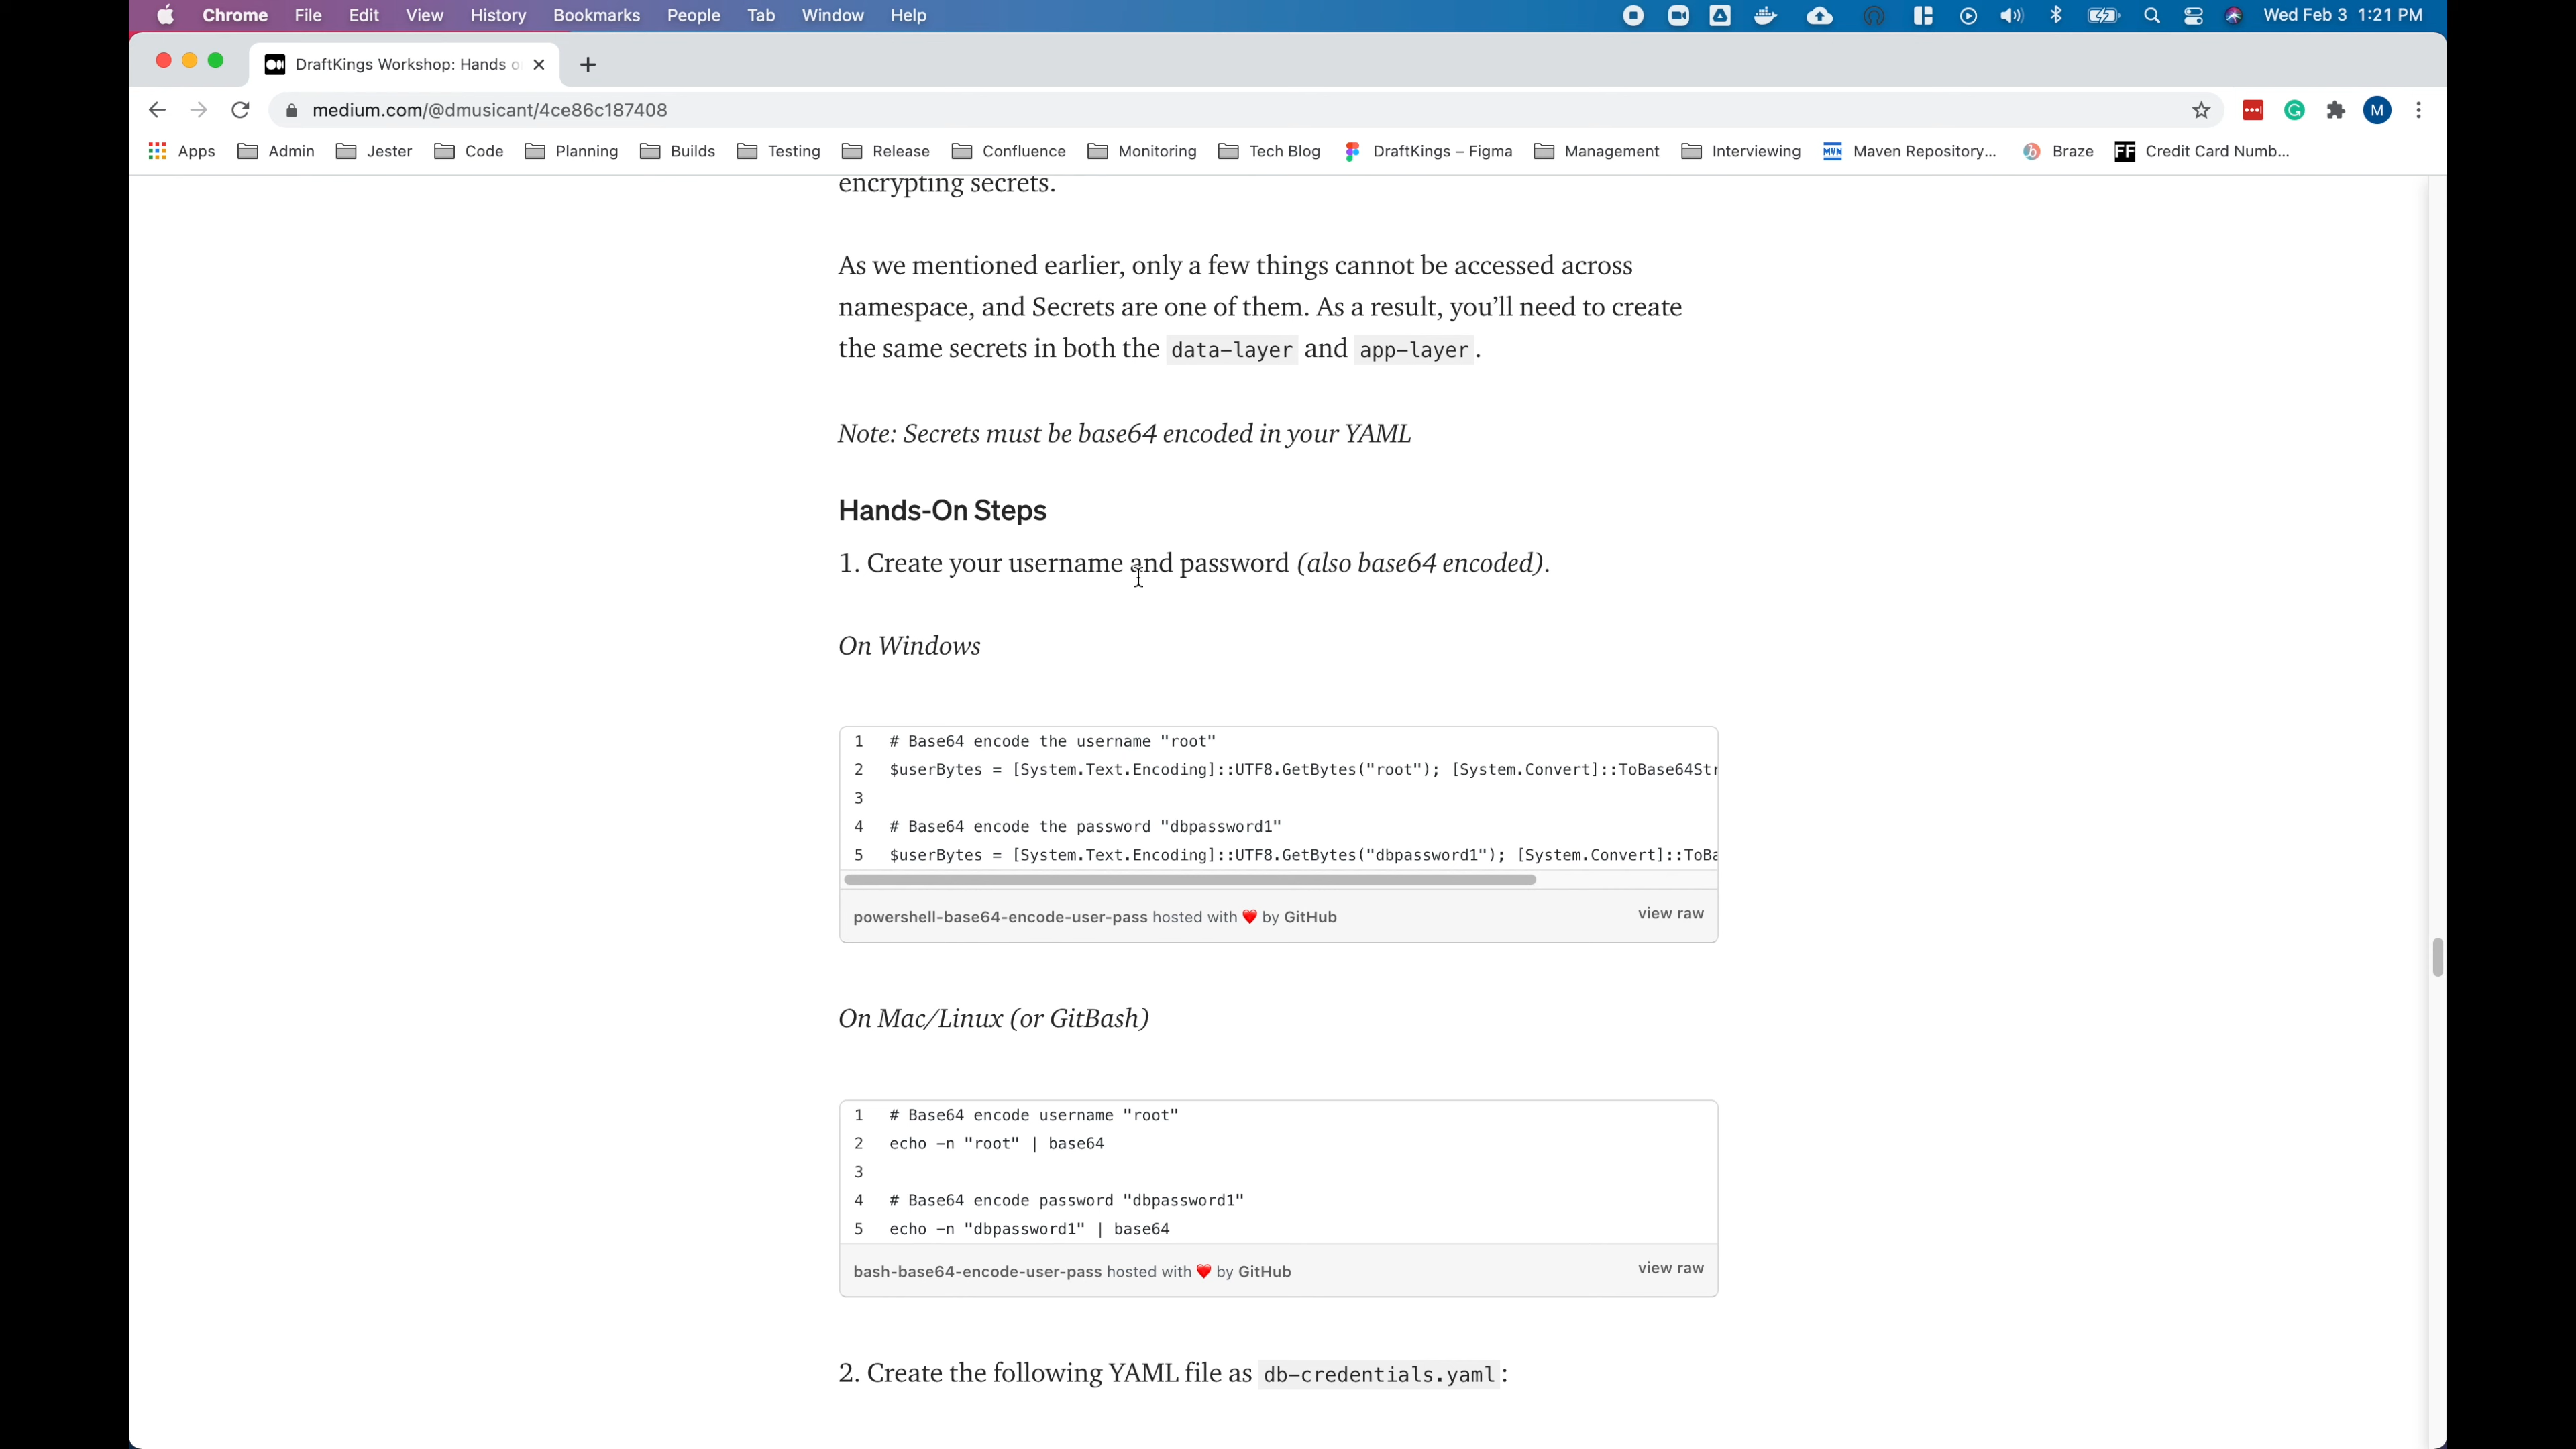 Chrome File Edit View History Bookmarks People Tab Window Help Wed Feb 3 1:21 PM
DraftKings Workshop: Hands o
medium.com/@dmusicant/4ce86c187408 M
Apps Admin Jester Code Planning Builds Testing Release Confluence Monitoring Tech Blog DraftKings – Figma Management Interviewing MVN Maven Repository... Braze FF Credit Card Numb...
encrypting secrets.
As we mentioned earlier, only a few things cannot be accessed across
namespace, and Secrets are one of them. As a result, you’ll need to create
the same secrets in both the data-layer and app-layer.
Note: Secrets must be base64 encoded in your YAML
Hands-On Steps
1. Create your username and password (also base64 encoded).
On Windows
1 # Base64 encode the username "root"
2 $userBytes = [System.Text.Encoding]::UTF8.GetBytes("root"); [System.Convert]::ToBase64Str
3
4 # Base64 encode the password "dbpassword1"
5 $userBytes = [System.Text.Encoding]::UTF8.GetBytes("dbpassword1"); [System.Convert]::ToBa
powershell-base64-encode-user-pass hosted with ❤ by GitHub view raw
On Mac/Linux (or GitBash)
1 # Base64 encode username "root"
2 echo -n "root" | base64
3
4 # Base64 encode password "dbpassword1"
5 echo -n "dbpassword1" | base64
bash-base64-encode-user-pass hosted with ❤ by GitHub view raw
2. Create the following YAML file as db-credentials.yaml: